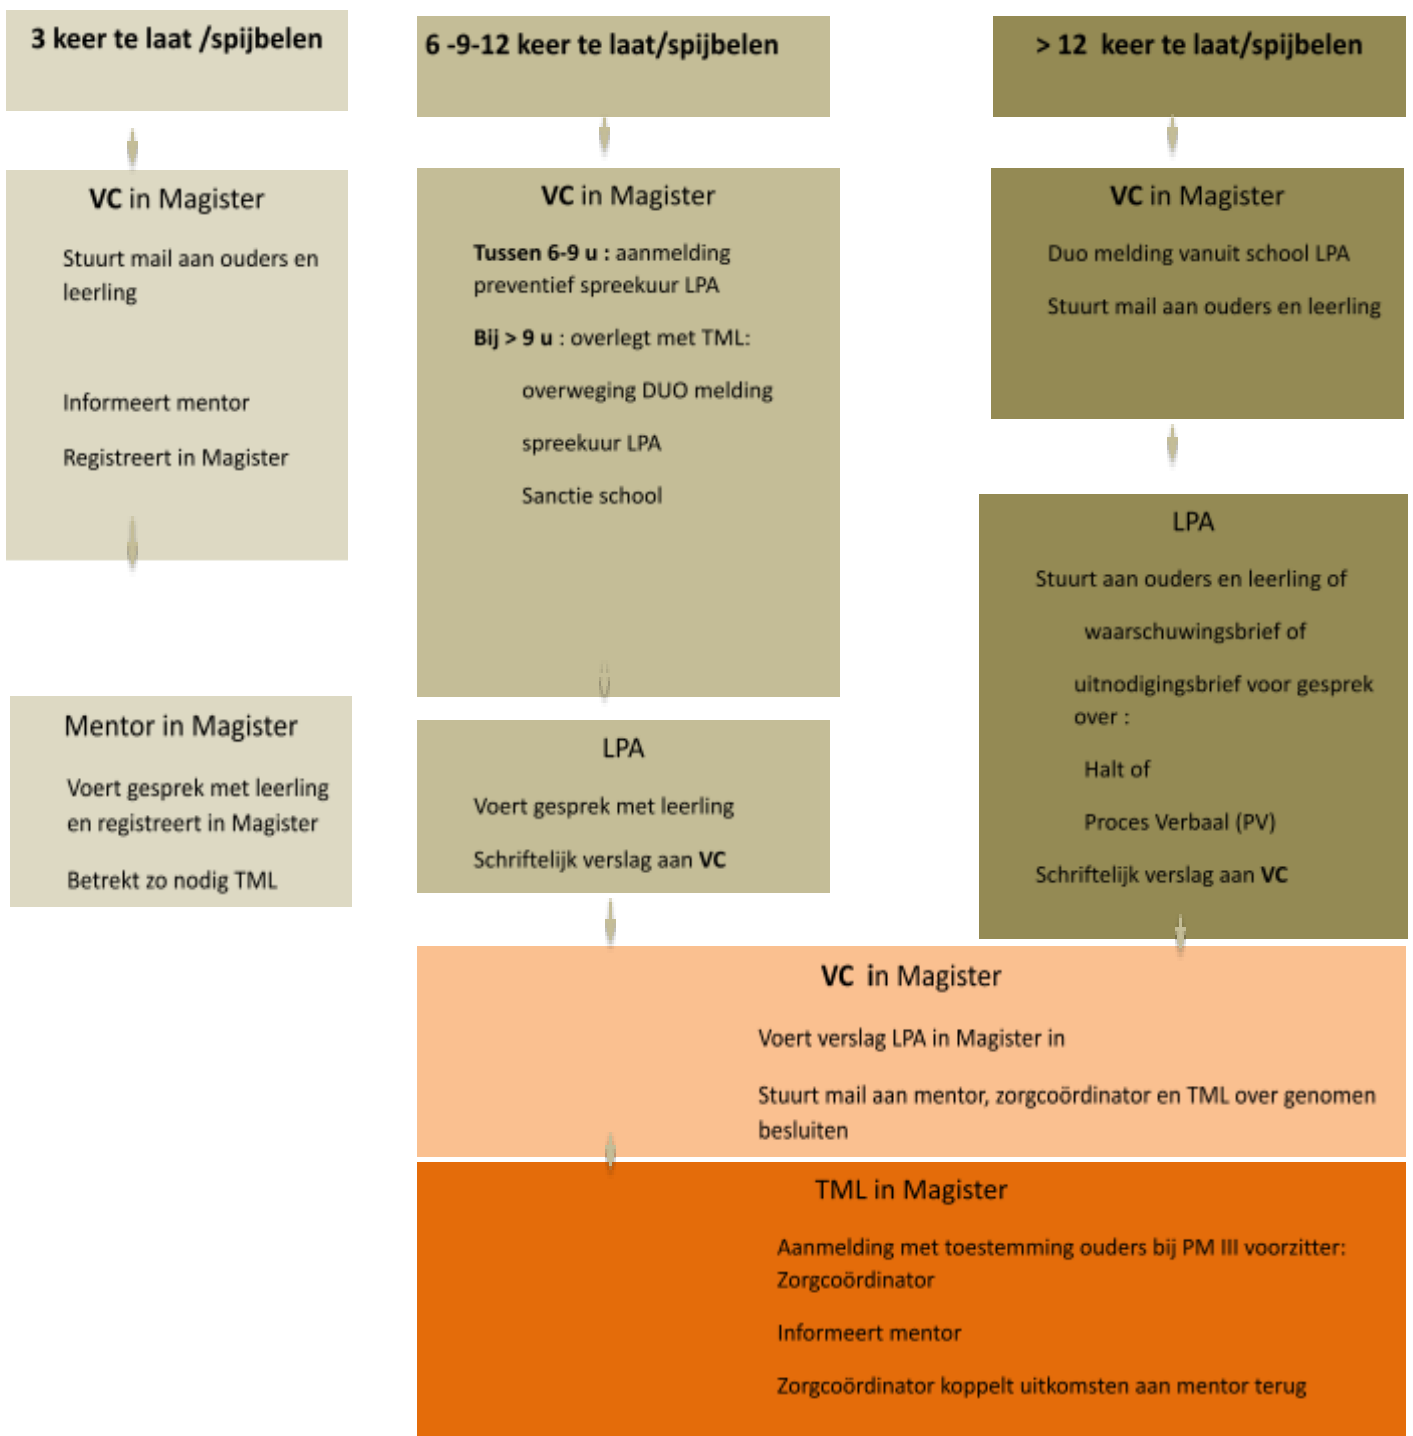 3 keer te laat /spijbelen
VC in Magister
Stuurt mail aan ouders en
leerling
Informeert mentor
Registreert in Magister
Mentor in Magister
Voert gesprek met leerling
en registreert in Magister
Betrekt zo nodig TML
6 -9-12 keer te laat/spijbelen
VC in Magister
Tussen 6-9 u : aanmelding
preventief spreekuur LPA
Bij > 9 u : overlegt met TML:
overweging DUO melding
spreekuur LPA
Sanctie school
LPA
Voert gesprek met leerling
Schriftelijk verslag aan VC
> 12 keer te laat/spijbelen
VC in Magister
Duo melding vanuit school LPA
Stuurt mail aan ouders en leerling
LPA
Stuurt aan ouders en leerling of
waarschuwingsbrief of
uitnodigingsbrief voor gesprek
over :
Halt of
Proces Verbaal (PV)
Schriftelijk verslag aan VC
VC in Magister
Voert verslag LPA in Magister in
Stuurt mail aan mentor, zorgcoördinator en TML over genomen
besluiten
TML in Magister
Aanmelding met toestemming ouders bij PM III voorzitter:
Zorgcoördinator
Informeert mentor
Zorgcoördinator koppelt uitkomsten aan mentor terug